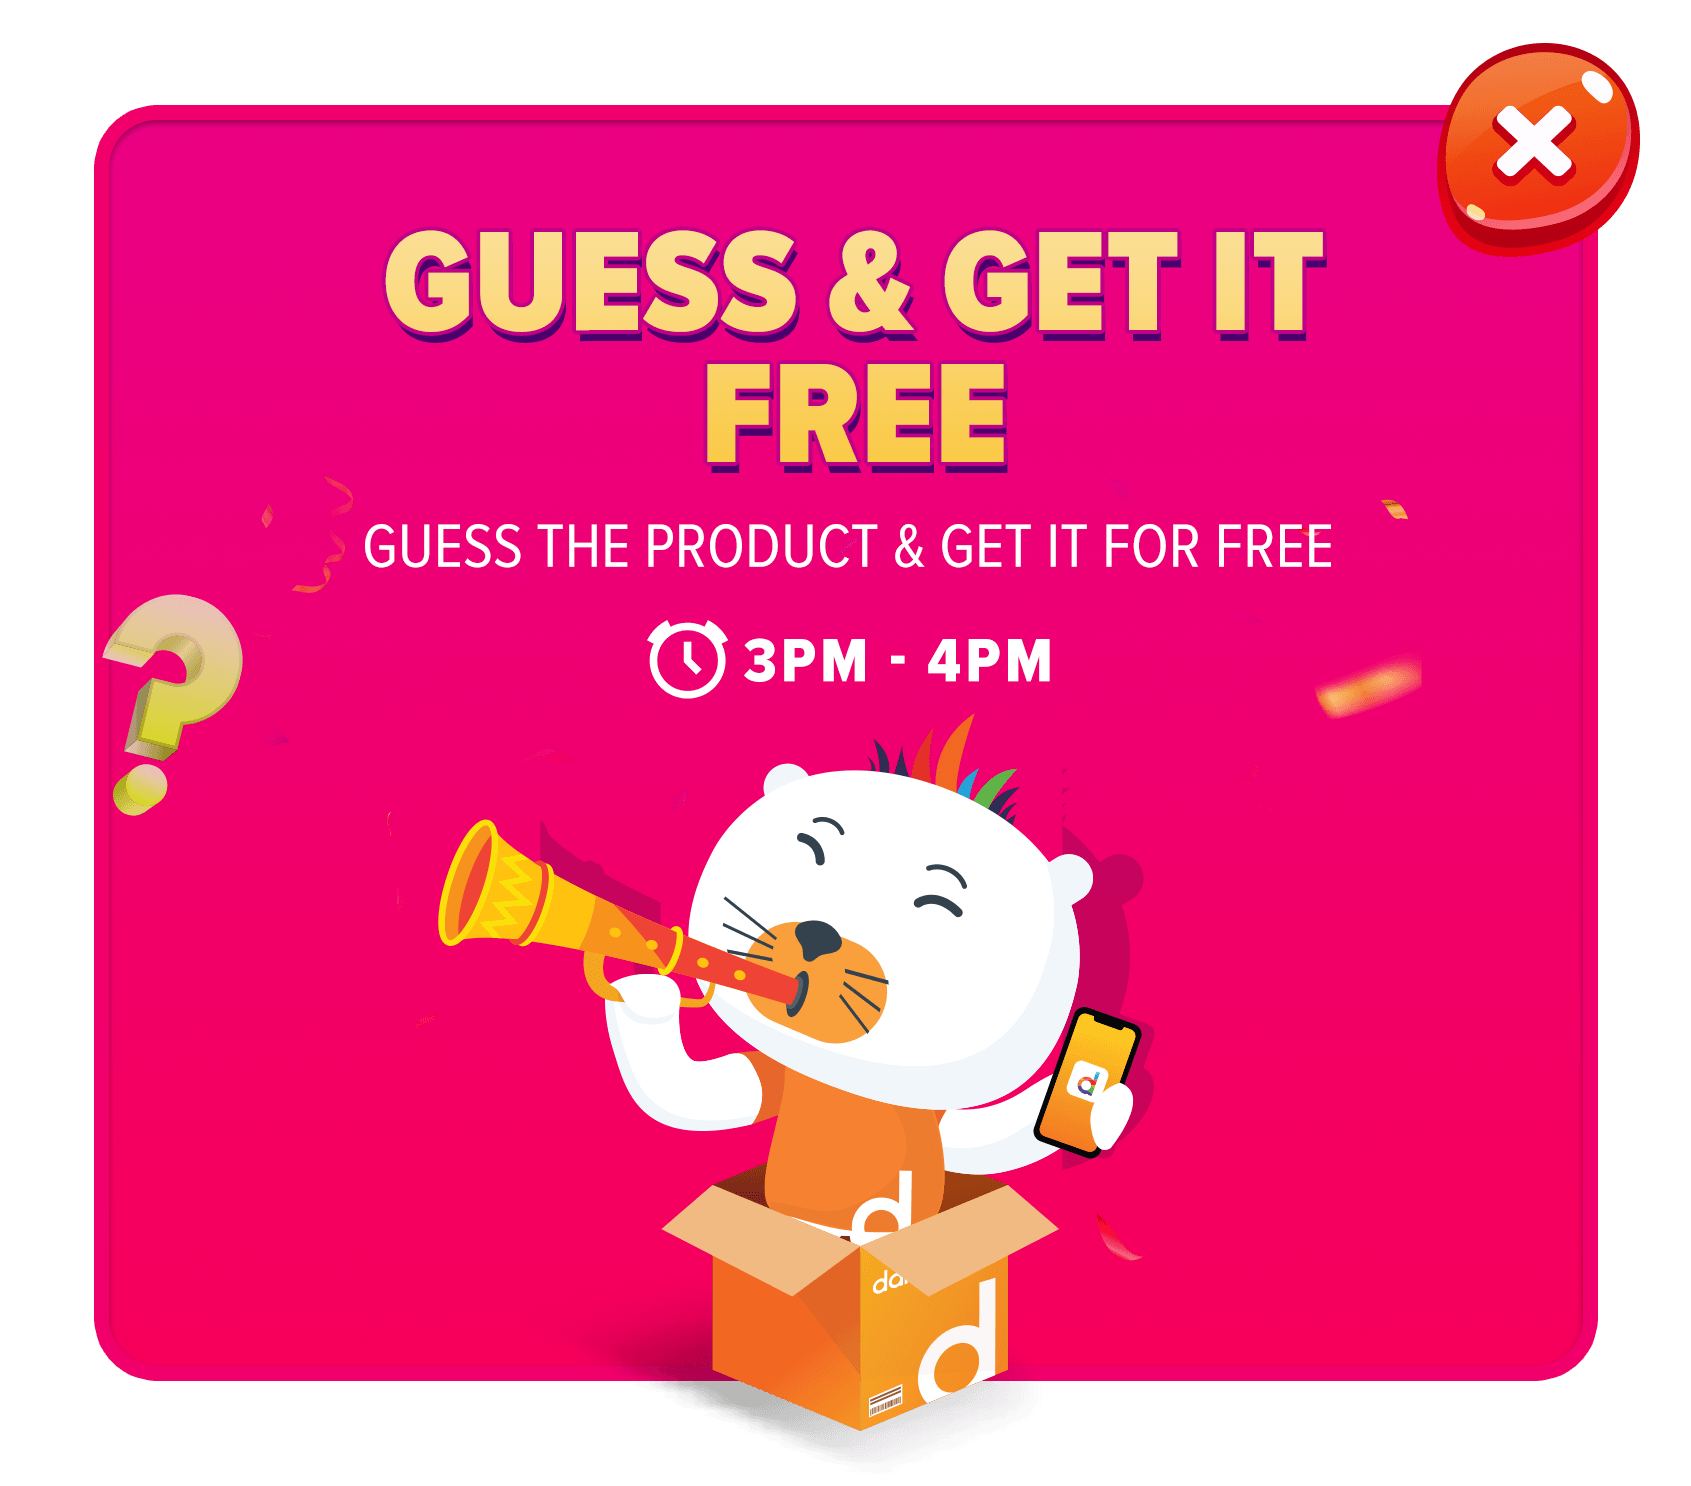 GUESS & GET IT
FREE
GUESS THE PRODUCT & GET IT FOR FREE
3PM - 4PM
d
d
d